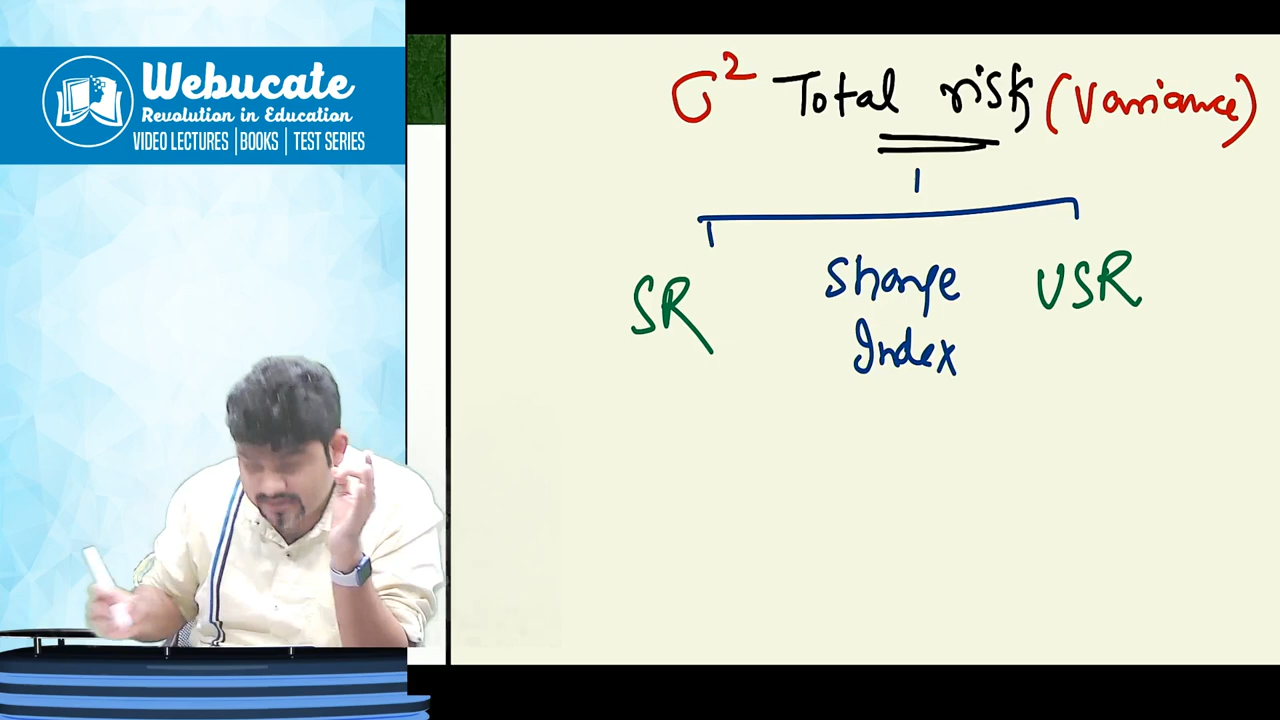 Webucate
Revolution in Education
VIDEO LECTURES | BOOKS | TEST SERIES
σ² Total risk (Variance)
SR
Sharpe
Index
USR